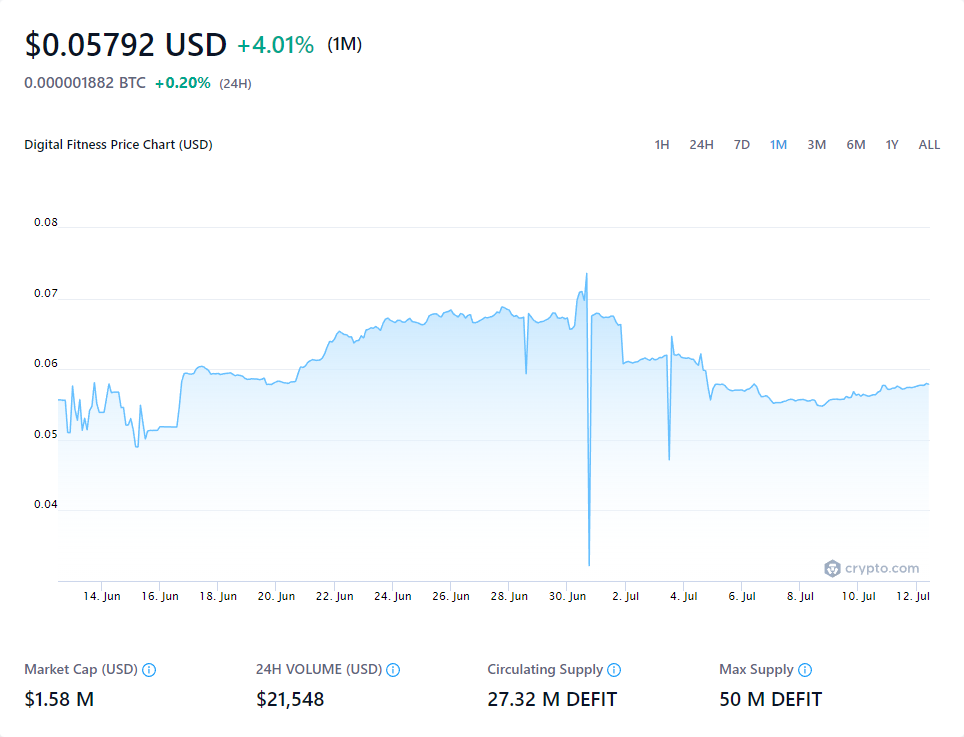 $0.05792 USD +4.01% (1M)
0.000001882 BTC +0.20% (24H)
Digital Fitness Price Chart (USD) 1H 24H 7D 1M 3M 6M 1Y ALL
0.08
0.07
0.06
0.05
0.04
crypto.com
14. Jun 16. Jun 18. Jun 20. Jun 22. Jun 24. Jun 26. Jun 28. Jun 30. Jun 2. Jul 4. Jul 6. Jul 8. Jul 10. Jul 12. Jul
Market Cap (USD) 24H VOLUME (USD) Circulating Supply Max Supply
$1.58 M $21,548 27.32 M DEFIT 50 M DEFIT